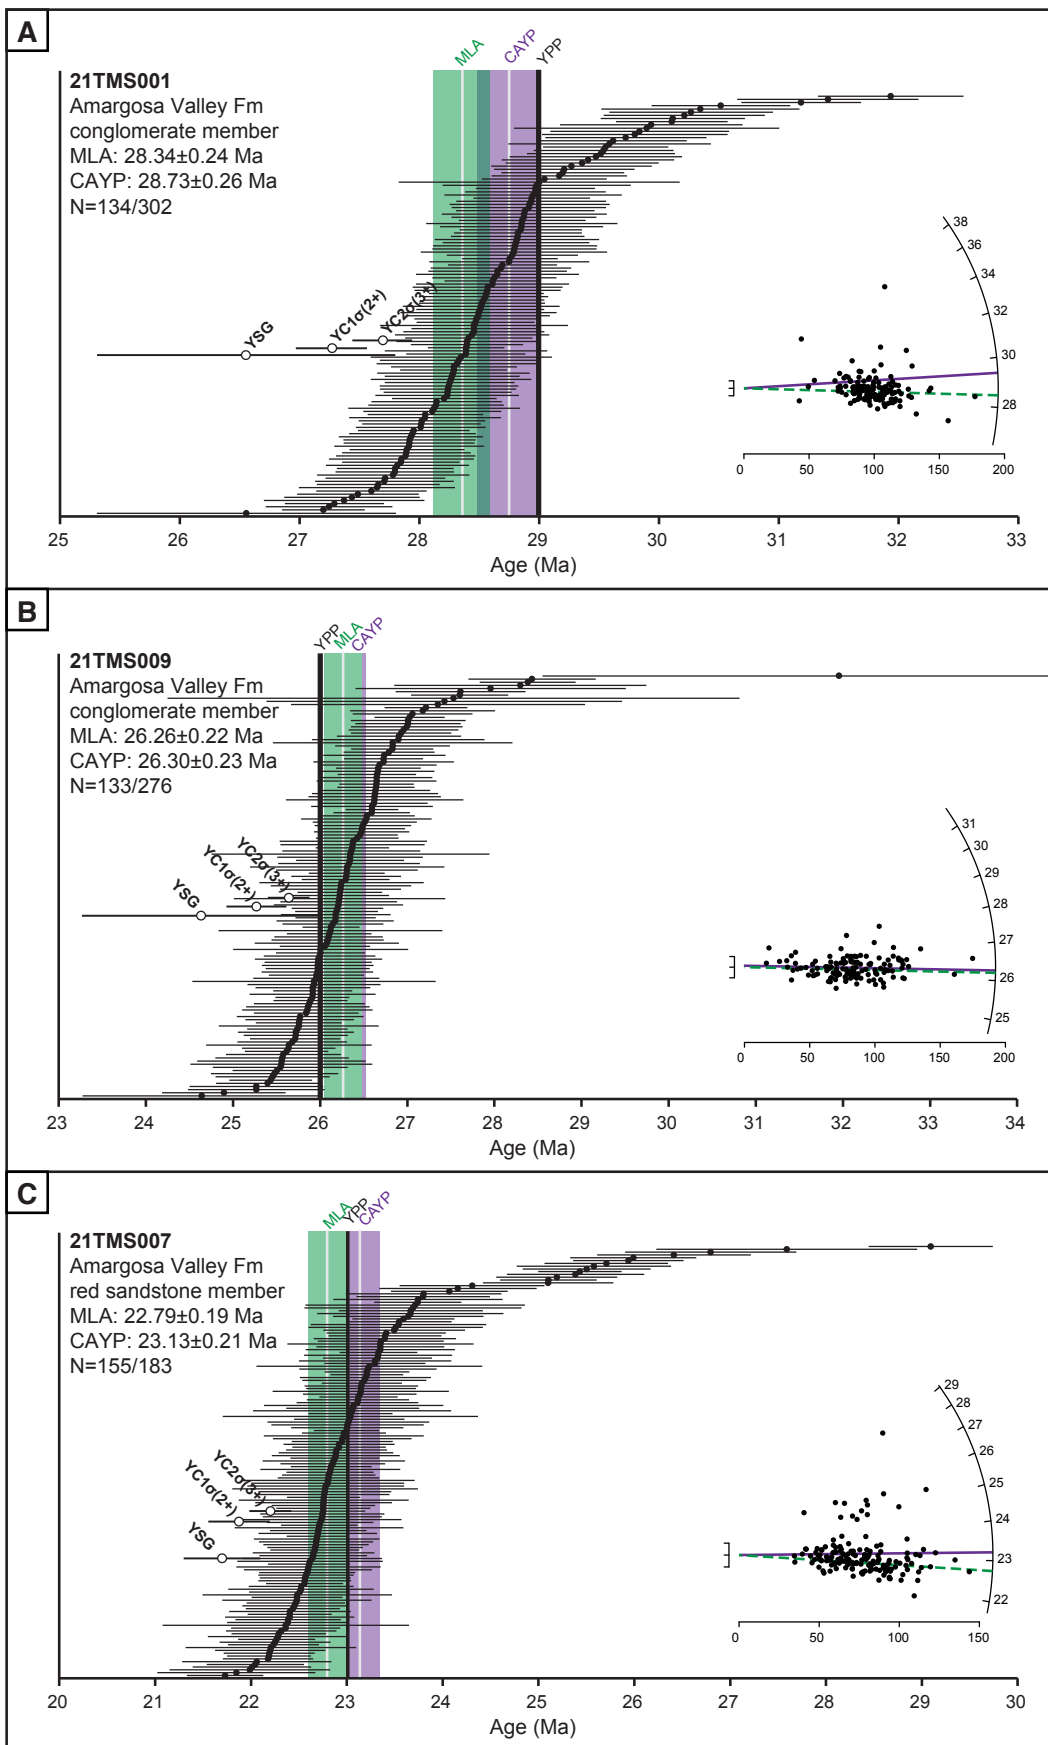 A
MLA
CAYP
YPP
21TMS001
Amargosa Valley Fm
conglomerate member
MLA: 28.34±0.24 Ma
CAYP: 28.73±0.26 Ma
N=134/302
YSG
YC1σ(2+)
YC2σ(3+)
38
36
34
32
30
28
0 50 100 150 200
25 26 27 28 29 30 31 32 33
Age (Ma)
B
YPP
MLA
CAYP
21TMS009
Amargosa Valley Fm
conglomerate member
MLA: 26.26±0.22 Ma
CAYP: 26.30±0.23 Ma
N=133/276
YSG
YC1σ(2+)
YC2σ(3+)
31
30
29
28
27
26
25
0 50 100 150 200
23 24 25 26 27 28 29 30 31 32 33 34
Age (Ma)
C
MLA
YPP
CAYP
21TMS007
Amargosa Valley Fm
red sandstone member
MLA: 22.79±0.19 Ma
CAYP: 23.13±0.21 Ma
N=155/183
YSG
YC1σ(2+)
YC2σ(3+)
29
28
27
26
25
24
23
22
0 50 100 150
20 21 22 23 24 25 26 27 28 29 30
Age (Ma)